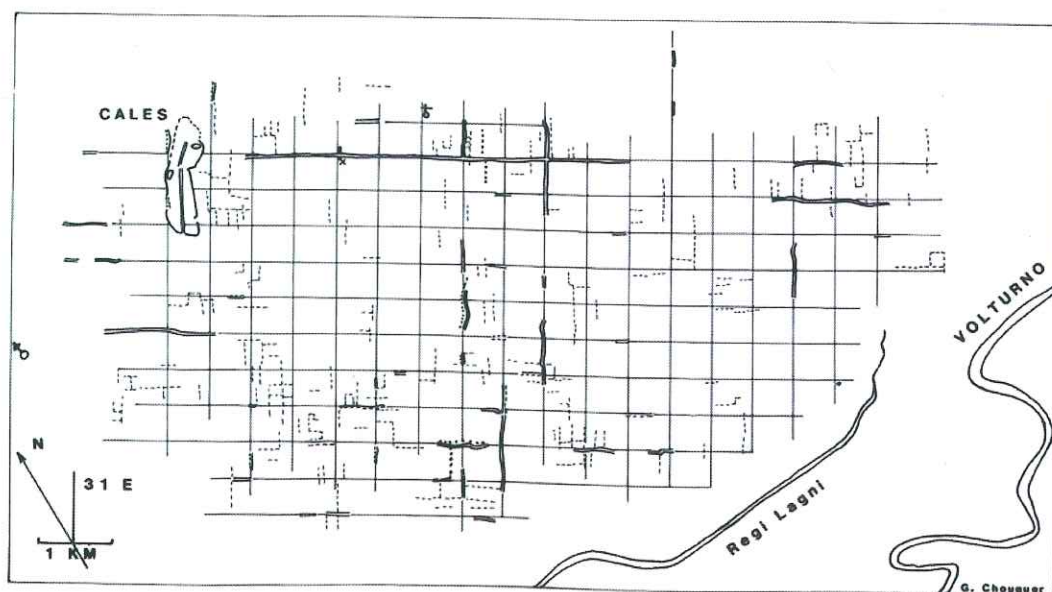 CALES
VOLTURNO
N
31 E
1 KM
Regi Lagni
G. Chouquer